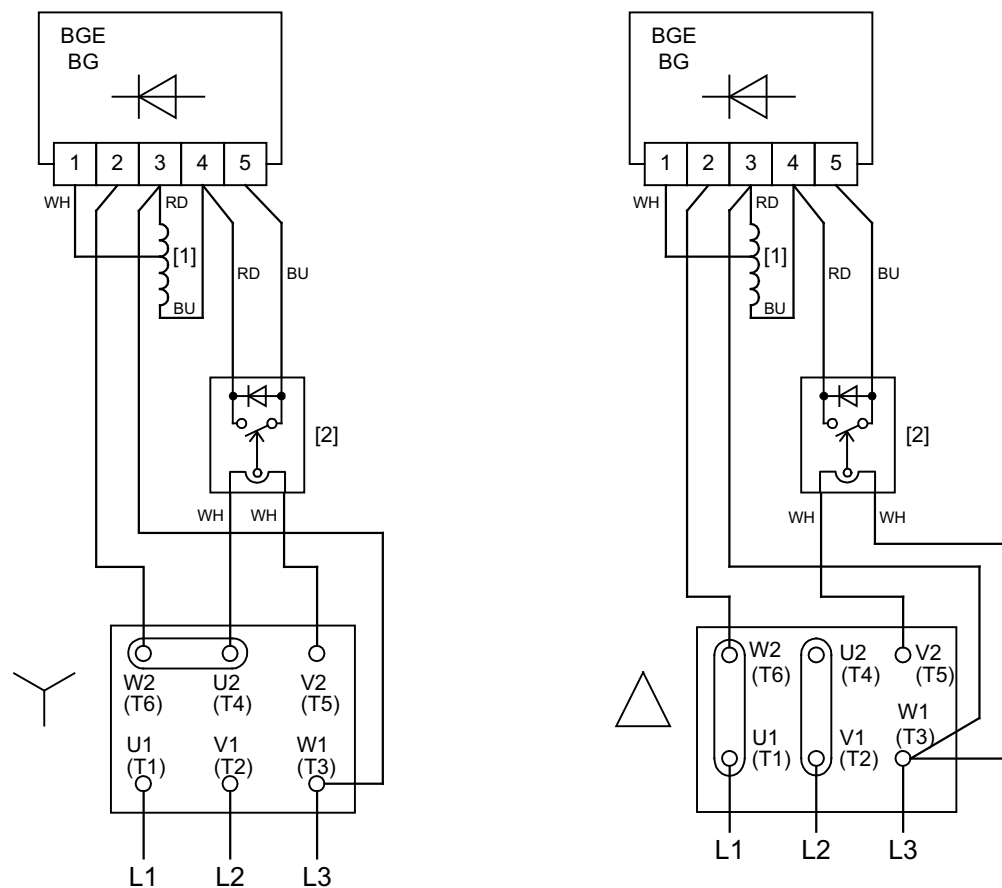 BGE
BG
1 2 3 4 5
WH RD
[1]
RD BU
BU
[2]
WH WH
W2 U2 V2
(T6) (T4) (T5)
U1 V1 W1
(T1) (T2) (T3)
L1 L2 L3
BGE
BG
1 2 3 4 5
WH RD
[1]
RD BU
BU
[2]
WH WH
W2 U2 V2
(T6) (T4) (T5)
W1
(T3)
U1 V1
(T1) (T2)
L1 L2 L3